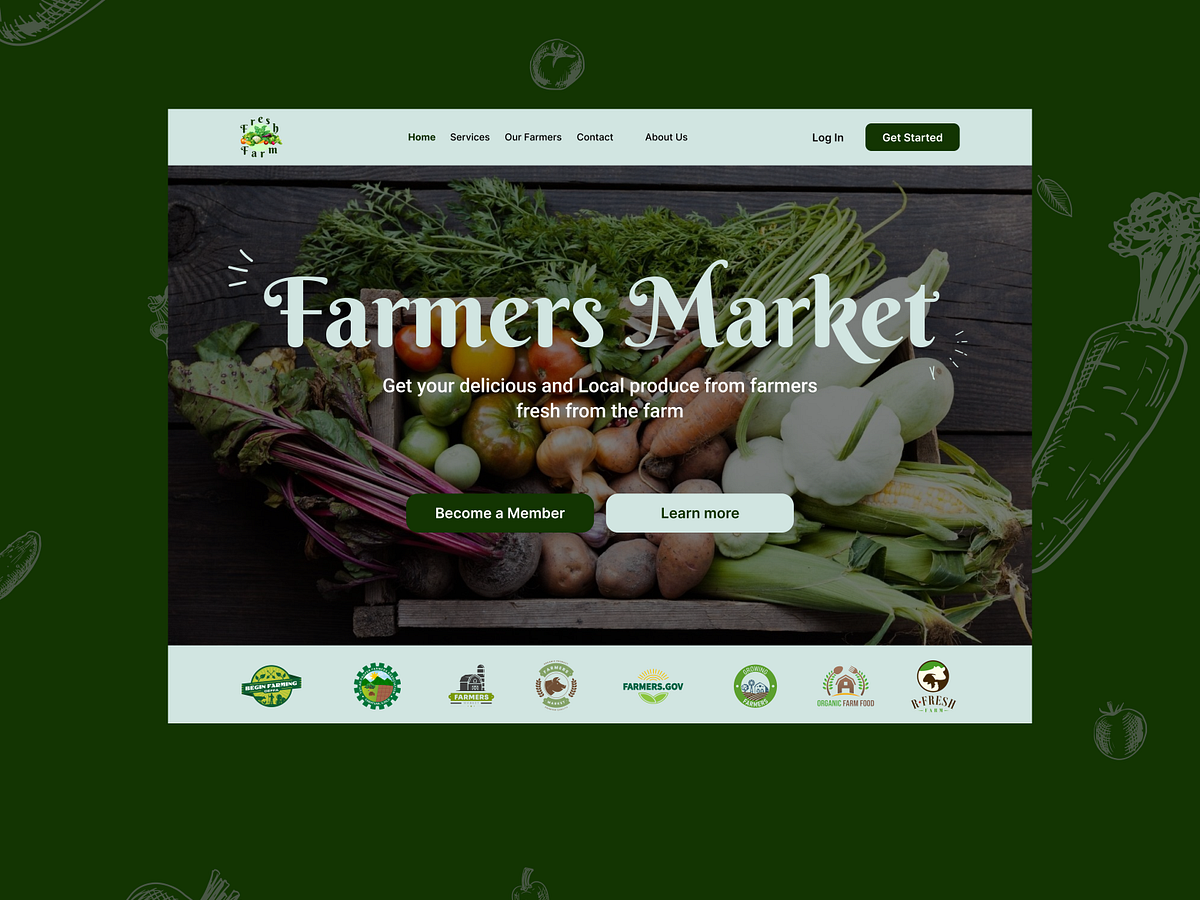 Fresh
Farm
Home
Services
Our Farmers
Contact
About Us
Log In
Get Started
Farmers Market
Get your delicious and Local produce from farmers
fresh from the farm
Become a Member
Learn more
BEGIN FARMING
FARMERS
FARMERS
MARKET
FARMERS.GOV
GROWING
FARMERS
ORGANIC FARM FOOD
R·FRESH
FARM